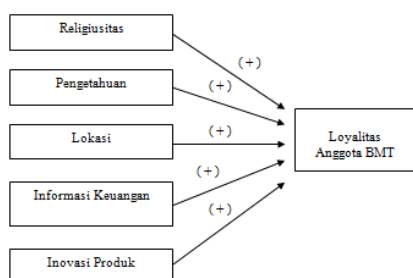 Religiusitas
(+)
Pengetahuan
(+)
Lokasi
(+)
Loyalitas
Anggota BMT
(+)
Informasi Keuangan
(+)
Inovasi Produk